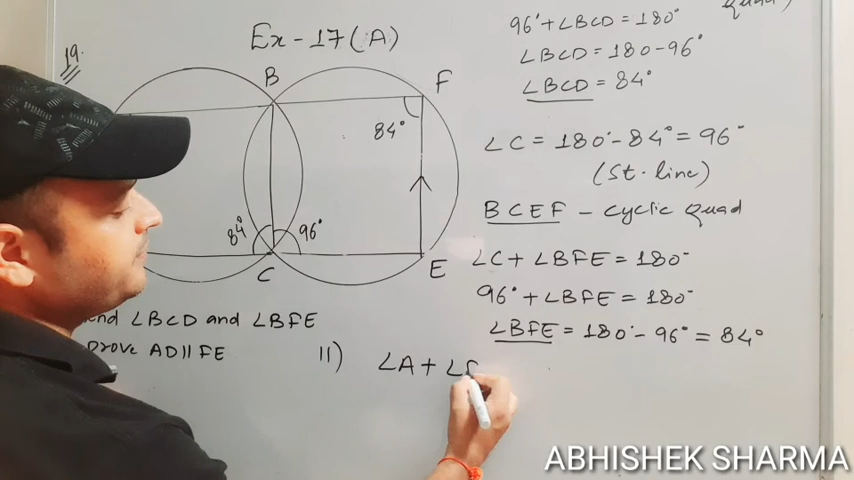 19.
Ex-17(A)
B
F
84°
84°
96°
C
E
∠BCD and ∠BFE
prove AD∥FE
96°+∠BCD=180°
∠BCD=180-96°
∠BCD=84°
∠C=180°-84°=96°
(St.line)
BCEF - cyclic quad
∠C+∠BFE=180°
96°+∠BFE=180°
∠BFE=180°-96°=84°
11) ∠A+∠
ABHISHEK SHARMA